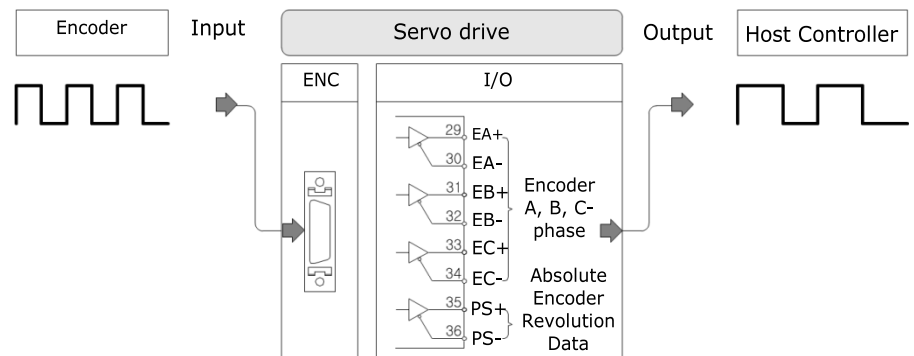 Encoder
Input
Servo drive
Output
Host Controller
ENC
I/O
29 EA+
30 EA-
31 EB+
32 EB-
33 EC+
34 EC-
35 PS+
36 PS-
Encoder
A, B, C-
phase
Absolute
Encoder
Revolution
Data